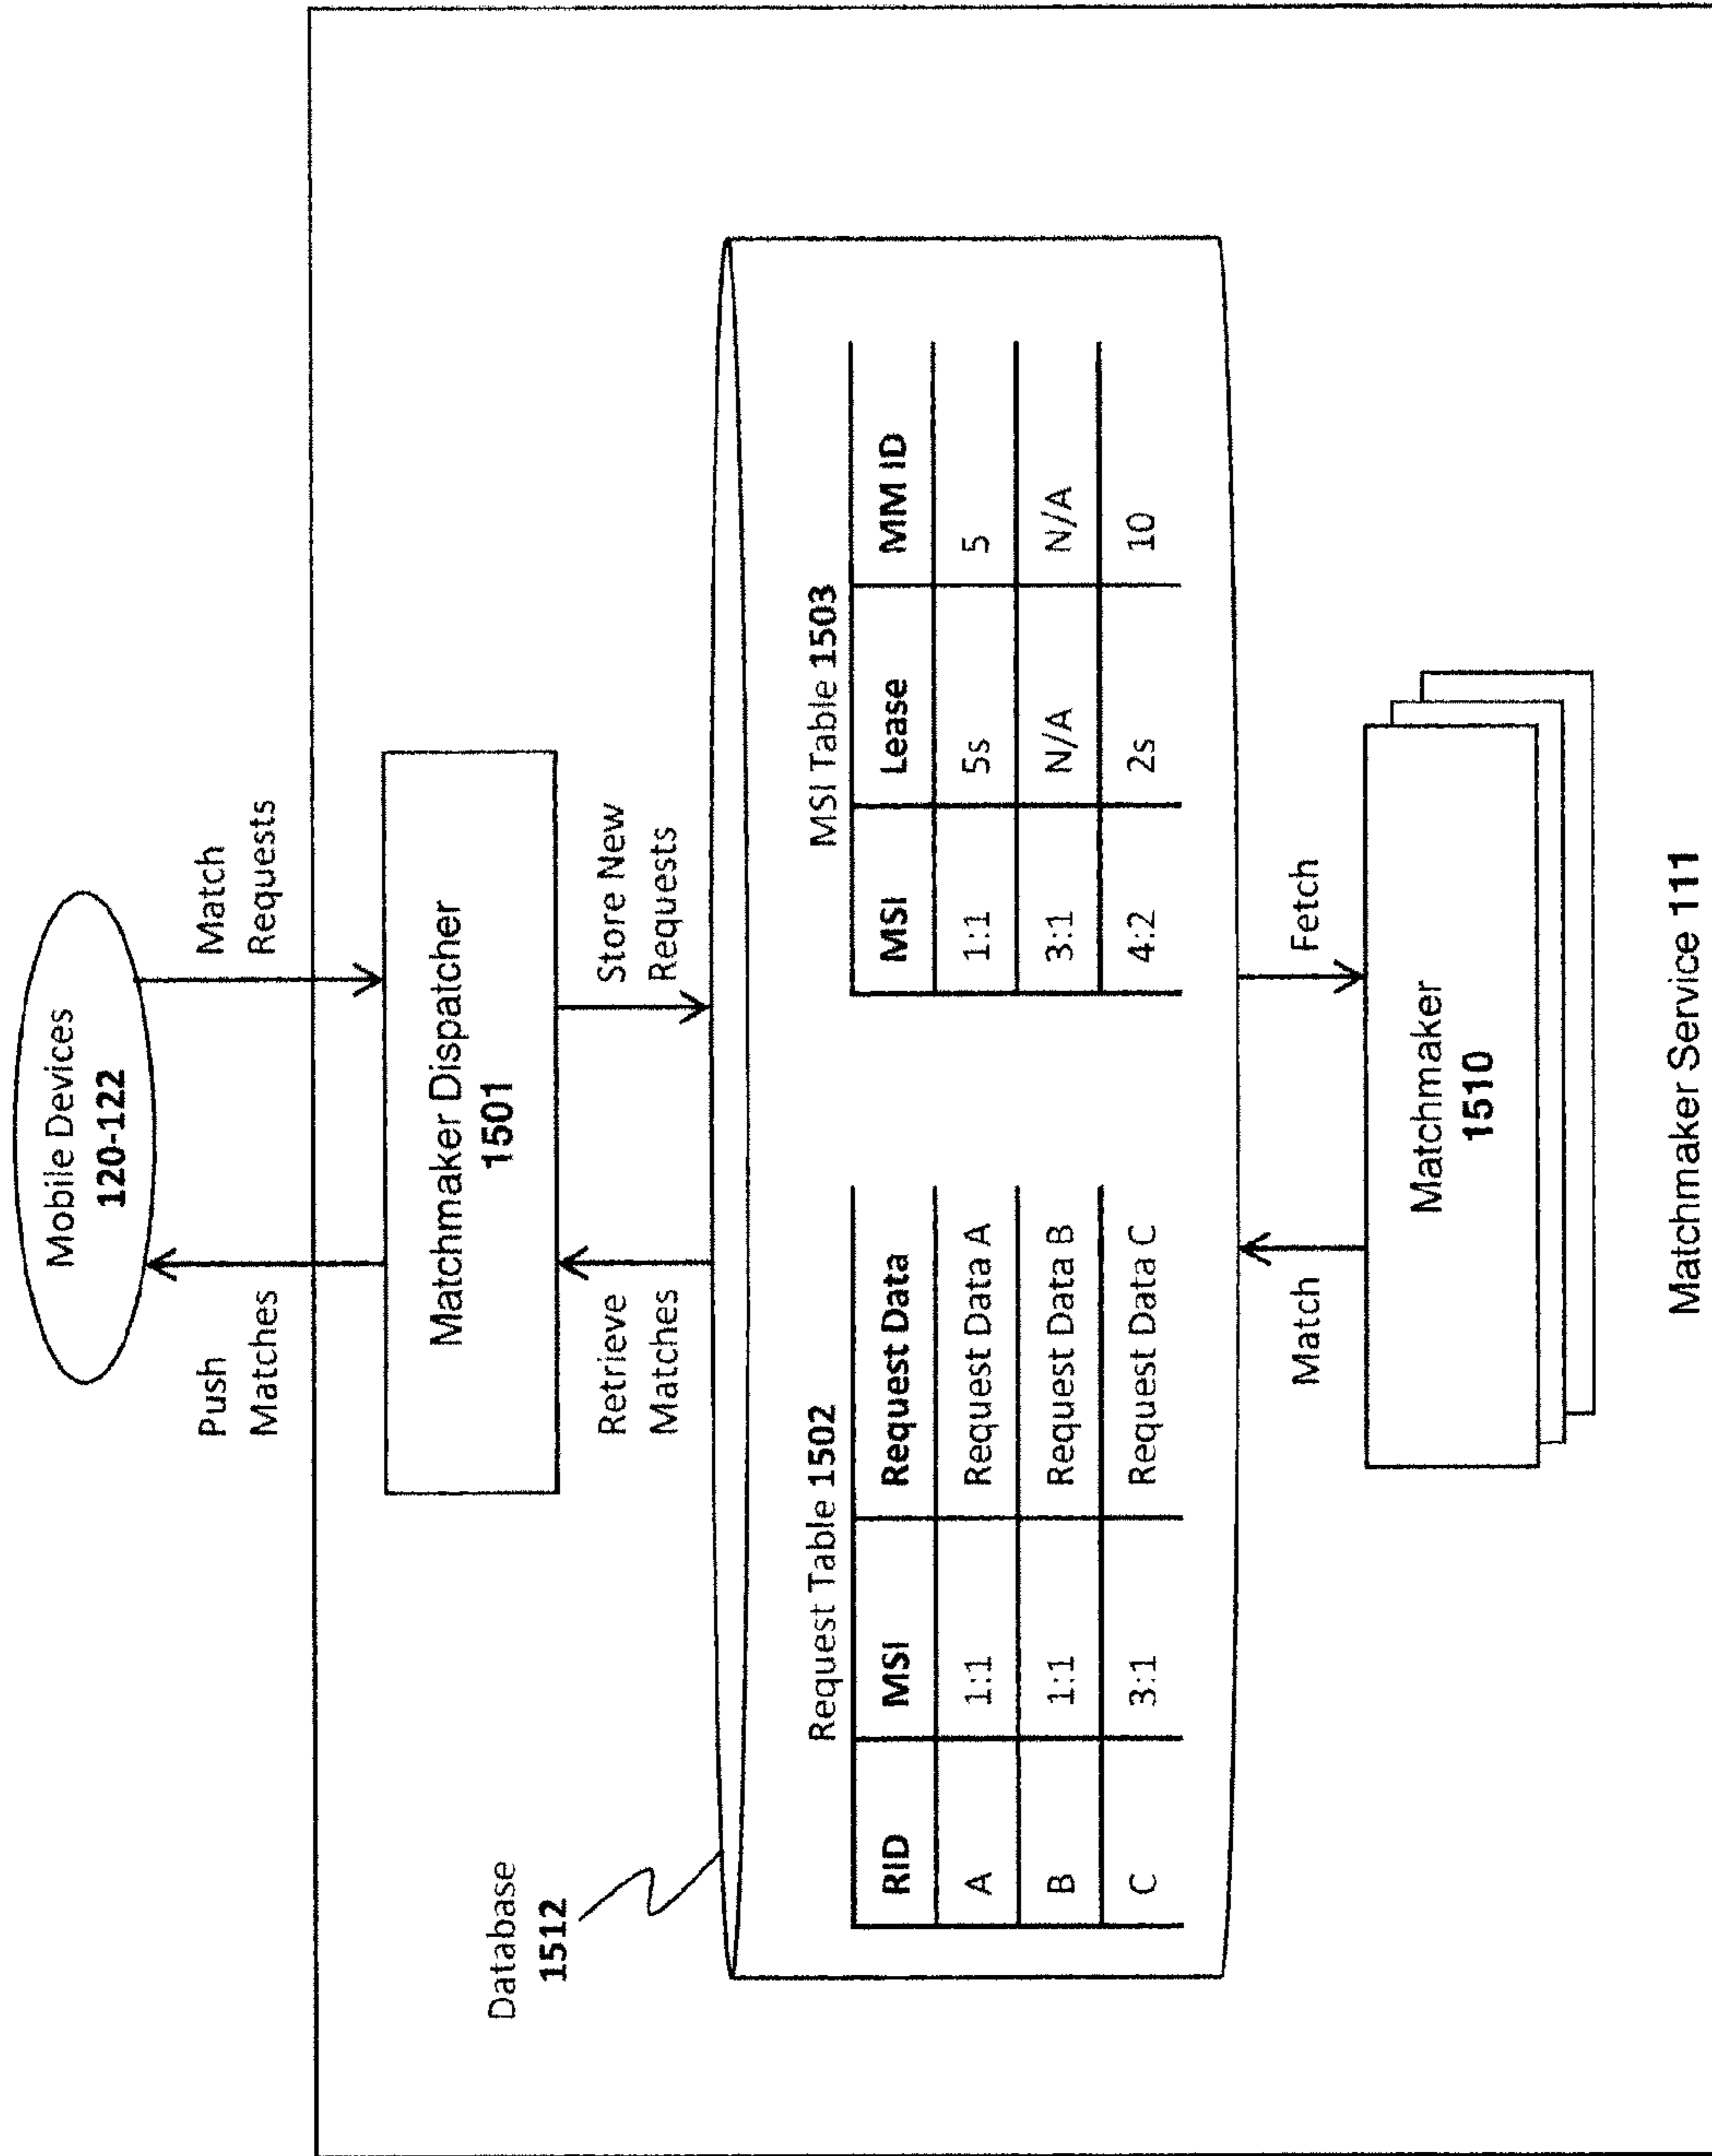 Mobile Devices
120-122
Push
Matches
Match
Requests
Matchmaker Dispatcher
1501
Retrieve
Matches
Store New
Requests
Database
1512
Request Table 1502
RID MSI Request Data
A 1:1 Request Data A
B 1:1 Request Data B
C 3:1 Request Data C
MSI Table 1503
MSI Lease MM ID
1:1 5s 5
3:1 N/A N/A
4:2 2s 10
Match
Fetch
Matchmaker
1510
Matchmaker Service 111